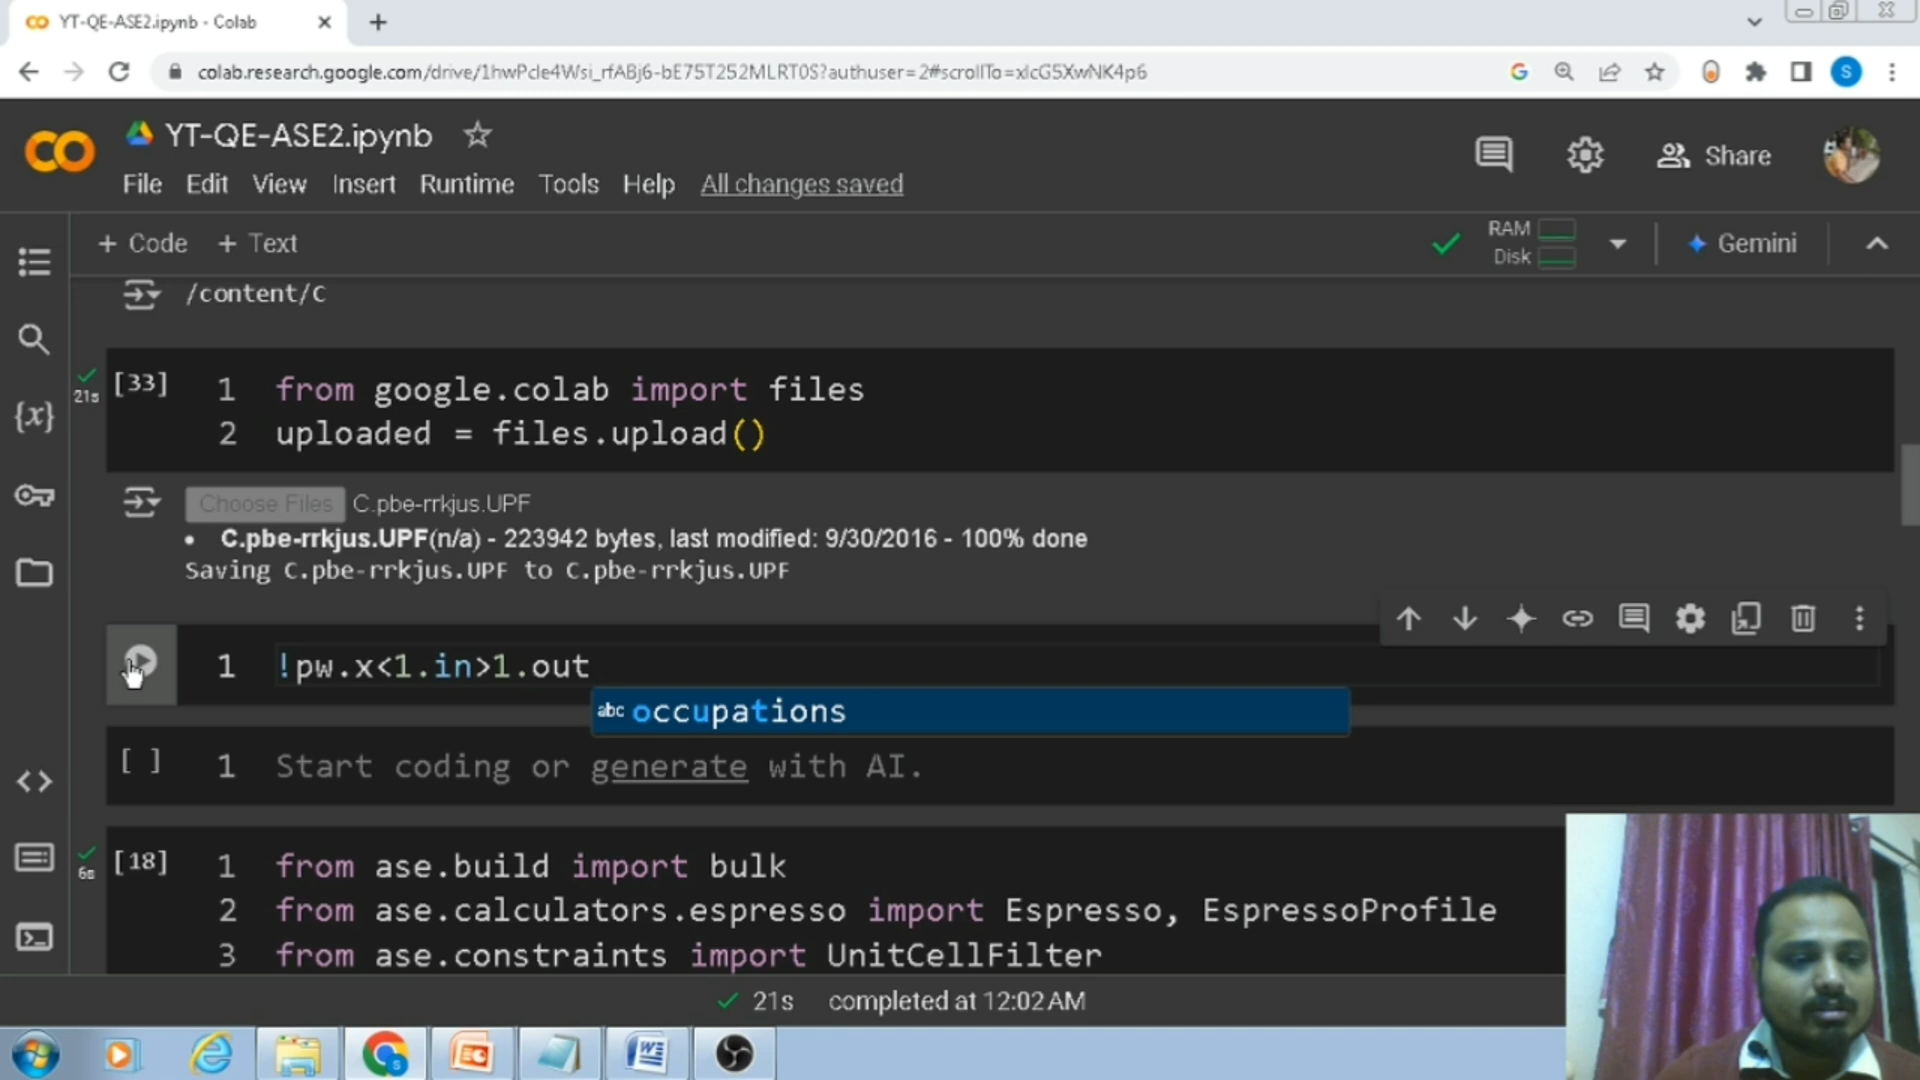 YT-QE-ASE2.ipynb - Colab
colab.research.google.com/drive/1hwPcIe4Wsi_rfABj6-bE75T252MLRT0S?authuser=2#scrollTo=xIcG5XwNK4p6
S
YT-QE-ASE2.ipynb
Share
File Edit View Insert Runtime Tools Help All changes saved
+ Code + Text
RAM
Disk
Gemini
/content/C
21s
[33]
1 from google.colab import files
2 uploaded = files.upload()
Choose Files C.pbe-rrkjus.UPF
• C.pbe-rrkjus.UPF(n/a) - 223942 bytes, last modified: 9/30/2016 - 100% done
Saving C.pbe-rrkjus.UPF to C.pbe-rrkjus.UPF
1 !pw.x<1.in>1.out
abc occupations
[ ] 1 Start coding or generate with AI.
6s
[18]
1 from ase.build import bulk
2 from ase.calculators.espresso import Espresso, EspressoProfile
3 from ase.constraints import UnitCellFilter
21s completed at 12:02 AM